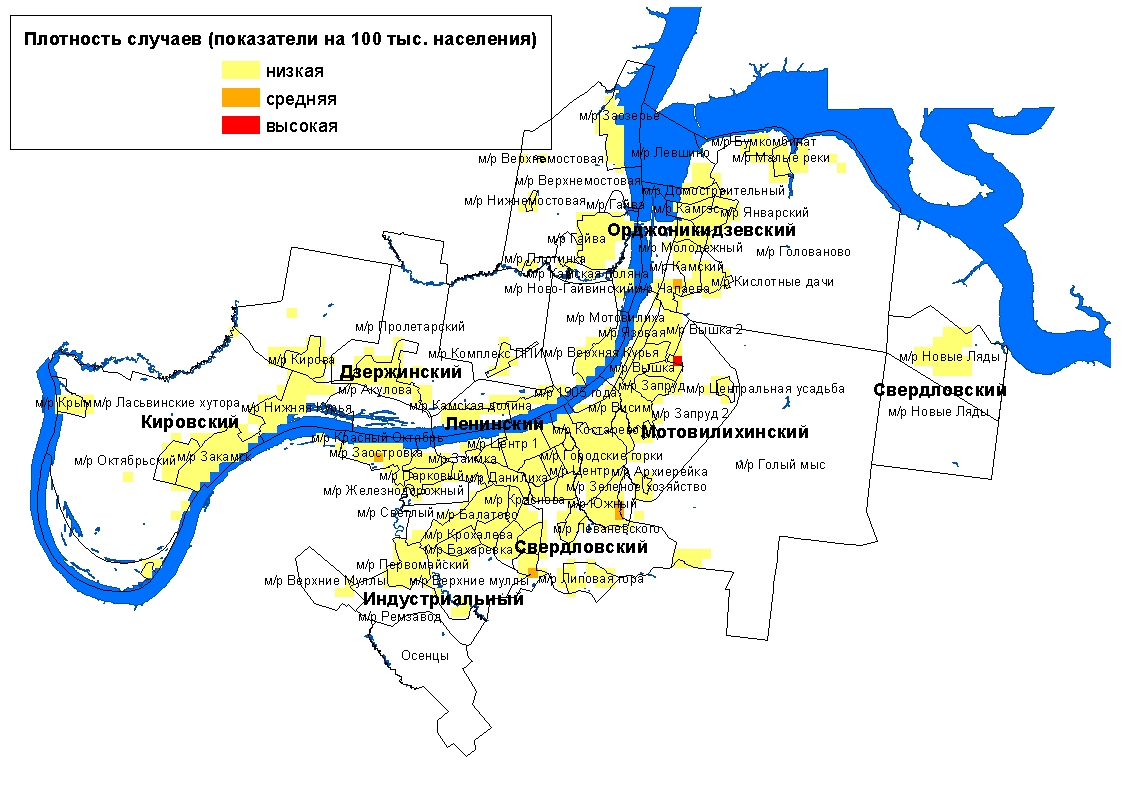 Плотность случаев (показатели на 100 тыс. населения)
низкая
средняя
высокая
м/р Заозерье
м/р Бумкомбинат
м/р Левшино
м/р Малые реки
м/р Верхнемостовая
м/р Верхнемостовая
м/р Домостроительный
м/р Нижнемостовая
м/р Гайва
м/р Камгэс
м/р Январский
Орджоникидзевский
м/р Гайва
м/р Молодежный
м/р Голованово
м/р Плотинка
м/р Камский
м/р Камская долина
м/р Кислотные дачи
м/р Ново-Гайвинский
м/р Чапаева
м/р Мотовилиха
м/р Пролетарский
м/р Язовая
м/р Вышка 2
м/р Кирова
м/р Комплекс ППИ
м/р Верхняя Курья
м/р Новые Ляды
Дзержинский
м/р Вышка
м/р Акулова
м/р 1905 года
м/р Запруд
м/р Центральная усадьба
Свердловский
м/р Крым
м/р Ласьвинские хутора
м/р Нижняя Курья
м/р Камская долина
м/р Висим
м/р Запруд 2
м/р Новые Ляды
Кировский
Ленинский
м/р Костарево
Мотовилихинский
м/р Красный Октябрь
м/р Центр 1
м/р Октябрьский
м/р Закамск
м/р Заостровка
м/р Заимка
м/р Городские горки
м/р Голый мыс
м/р Парковый
м/р Данилиха
м/р Центр
м/р Архиерейка
м/р Железнодорожный
м/р Зеленое хозяйство
м/р Краснова
м/р Южный
м/р Светлый
м/р Балатово
м/р Леваневского
м/р Крохалева
м/р Бахаревка
Свердловский
м/р Первомайский
м/р Верхние Муллы
м/р Верхние муллы
м/р Липовая гора
Индустриальный
м/р Ремзавод
Осенцы